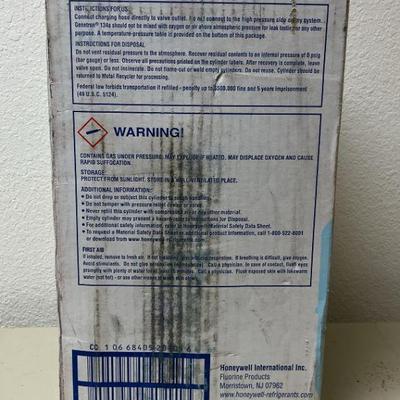 INSTRUCTIONS FOR USE
Connect charging hose directly to valve outlet. Do not connect to the high pressure side of any system.
Genetron® 134a should not be mixed with oxygen or air above atmospheric pressure for leak testing or any other
purpose. A temperature-pressure table is provided on the bottom of this package.
INSTRUCTIONS FOR DISPOSAL
Do not vent residual pressure to the atmosphere. Recover residual contents to an internal pressure of 0 psig
(bar gauge) or less. Observe all precautions printed on the cylinder labels. After recovery is complete, leave
valve open. Do not incinerate. Do not flame-cut or weld empty cylinders. Do not reuse. This Cylinder should be
returned to Metal Recycler for processing.
Federal law forbids transportation if refilled - penalty up to $500,000 fine and 5 years imprisonment
(49 U.S.C. 5124).
WARNING!
CONTAINS GAS UNDER PRESSURE. MAY EXPLODE IF HEATED. MAY DISPLACE OXYGEN AND CAUSE
RAPID SUFFOCATION.
STORAGE:
PROTECT FROM SUNLIGHT. STORE IN A WELL-VENTILATED PLACE.
ADDITIONAL INFORMATION:
• Do not drop or subject this cylinder to rough handling.
• Do not tamper with pressure relief device or valve.
• Never refill this cylinder with compressed air or any other material.
• Empty cylinder may present a hazard - refer to Instructions for Disposal.
• For additional safety information, refer to Honeywell Material Safety Data Sheet.
• To request a Material Safety Data Sheet or additional product information, call 1-800-522-8001
or download from www.honeywell-refrigerants.com
FIRST AID
If inhaled, remove to fresh air. If not breathing, give artificial respiration. If breathing is difficult, give oxygen.
Avoid stimulants. Do not give adrenaline (epinephrine). Call a physician. In case of contact, flush eyes
promptly with plenty of water for at least 15 minutes. Call a physician. Flush exposed skin with lukewarm
water (not hot) - or use other means to warm skin slowly.
CC 1 06 68405 20 6
Honeywell International Inc.
Fluorine Products
Morristown, NJ 07962
www.honeywell-refrigerants.com